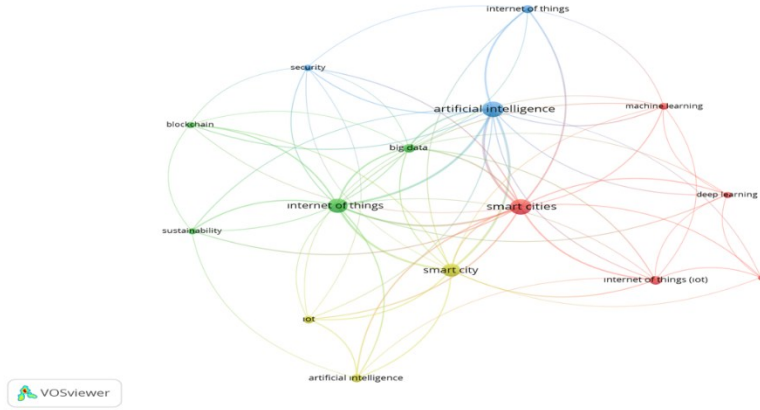 internet of things
security
artificial intelligence
machine learning
blockchain
big data
deep learning
internet of things
smart cities
sustainability
smart city
internet of things (iot)
iot
artificial intelligence
VOSviewer